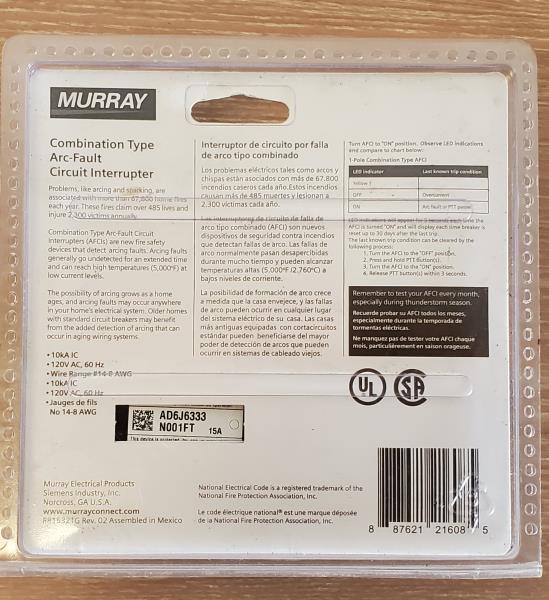 MURRAY
Combination Type
Arc-Fault
Circuit Interrupter
Problems, like arcing and sparking, are
associated with more than 67,800 home fires
each year. These fires claim over 485 lives and
injure 2,300 victims annually.
Combination Type Arc-Fault Circuit
Interrupters (AFCIs) are new fire safety
devices that detect arcing faults. Arcing faults
generally go undetected for an extended time
and can reach high temperatures (5,000ºF) at
low current levels.
The possibility of arcing grows as a home
ages, and arcing faults may occur anywhere
in your home's electrical system. Older homes
with standard circuit breakers may benefit
from the added detection of arcing that can
occur in aging wiring systems.
• 10kA IC
• 120V AC, 60 Hz
• Wire Range #14-8 AWG
• 10kA IC
• 120V AC, 60 Hz
• Jauges de fils
No 14-8 AWG
Interruptor de circuito por falla
de arco tipo combinado
Los problemas eléctricos tales como arcos y
chispas están asociados con más de 67.800
incendios caseros cada año.Estos incendios
causan más de 485 muertes y lesionan a
2,300 victimas cada año.
Los interruptores de circuito de falla de
arco tipo combinado (AFCI) son nuevos
dispositivos de seguridad contra incendios
que detectan fallas de arco. Las fallas de
arco normalmente pasan desapercibidas
durante mucho tiempo y pueden alcanzar
temperaturas altas (5.000ºF/2,760ºC) a
bajos niveles de corriente.
La posibilidad de formación de arco crece
a medida que la casa envejece, y las fallas
de arco pueden ocurrir en cualquier lugar
del sistema eléctrico de su casa. Las casas
más antiguas equipadas con cortacircuitos
estándar pueden beneficiarse del mayor
poder de detección de arcos que pueden
ocurrir en sistemas de cableado viejos.
Turn AFCI to "ON" position. Observe LED indications
and compare to chart below:
1-Pole Combination Type AFCI
LED indicator Last known trip condition
Yellow 1
OFF Overcurrent
ON Arc fault or PTT passed
LED indications will appear for 5 seconds each time the
AFCI is turned "ON" and will display each time breaker is
reset up to 30 days after the last trip.
The last known trip condition can be cleared by the
following process:
1. Turn the AFCI to the "OFF" position.
2. Press and hold PTT Button(s).
3. Turn the AFCI to the "ON" position.
4. Release PTT button(s) within 3 seconds.
Remember to test your AFCI every month,
especially during thunderstorm season.
Recuerde probar su AFCI todos los meses,
especialmente durante la temporada de
tormentas eléctricas.
Ne manquez pas de tester votre AFCI chaque
mois, particulièrement en saison orageuse.
UL
SA
AD6J6333
N001FT 15A
Murray Electrical Products
Siemens Industry, Inc.
Norcross, GA U.S.A.
www.murrayconnect.com
R815321G Rev. 02 Assembled in Mexico
National Electrical Code is a registered trademark of the
National Fire Protection Association, Inc.
Le code électrique national® est une marque déposée
de la National Fire Protection Association, Inc.
8 87621 21608 5